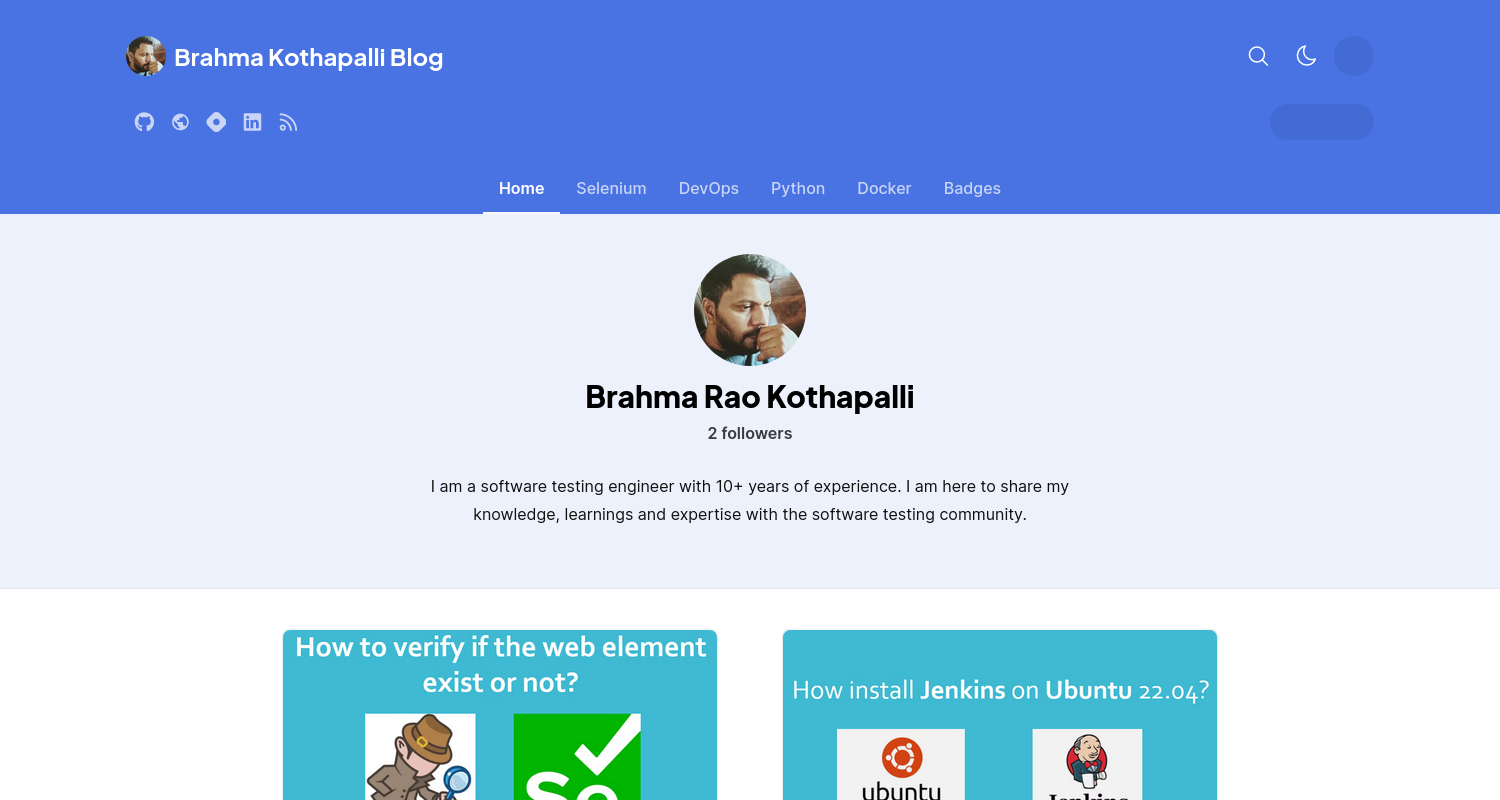 Brahma Kothapalli Blog
Home Selenium DevOps Python Docker Badges
Brahma Rao Kothapalli
2 followers
I am a software testing engineer with 10+ years of experience. I am here to share my
knowledge, learnings and expertise with the software testing community.
How to verify if the web element
exist or not?
Se
How install Jenkins on Ubuntu 22.04?
ubuntu
Jenkins